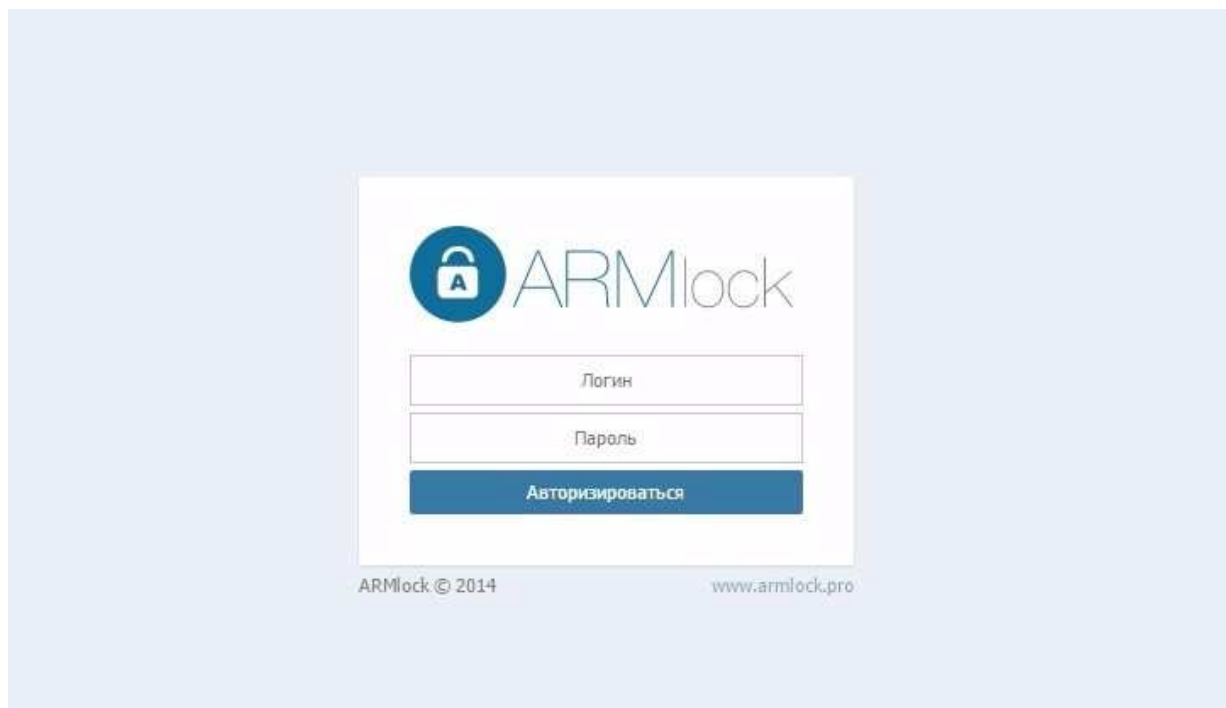 A
ARMlock
Логин
Пароль
Авторизироваться
ARMlock © 2014
www.armlock.pro